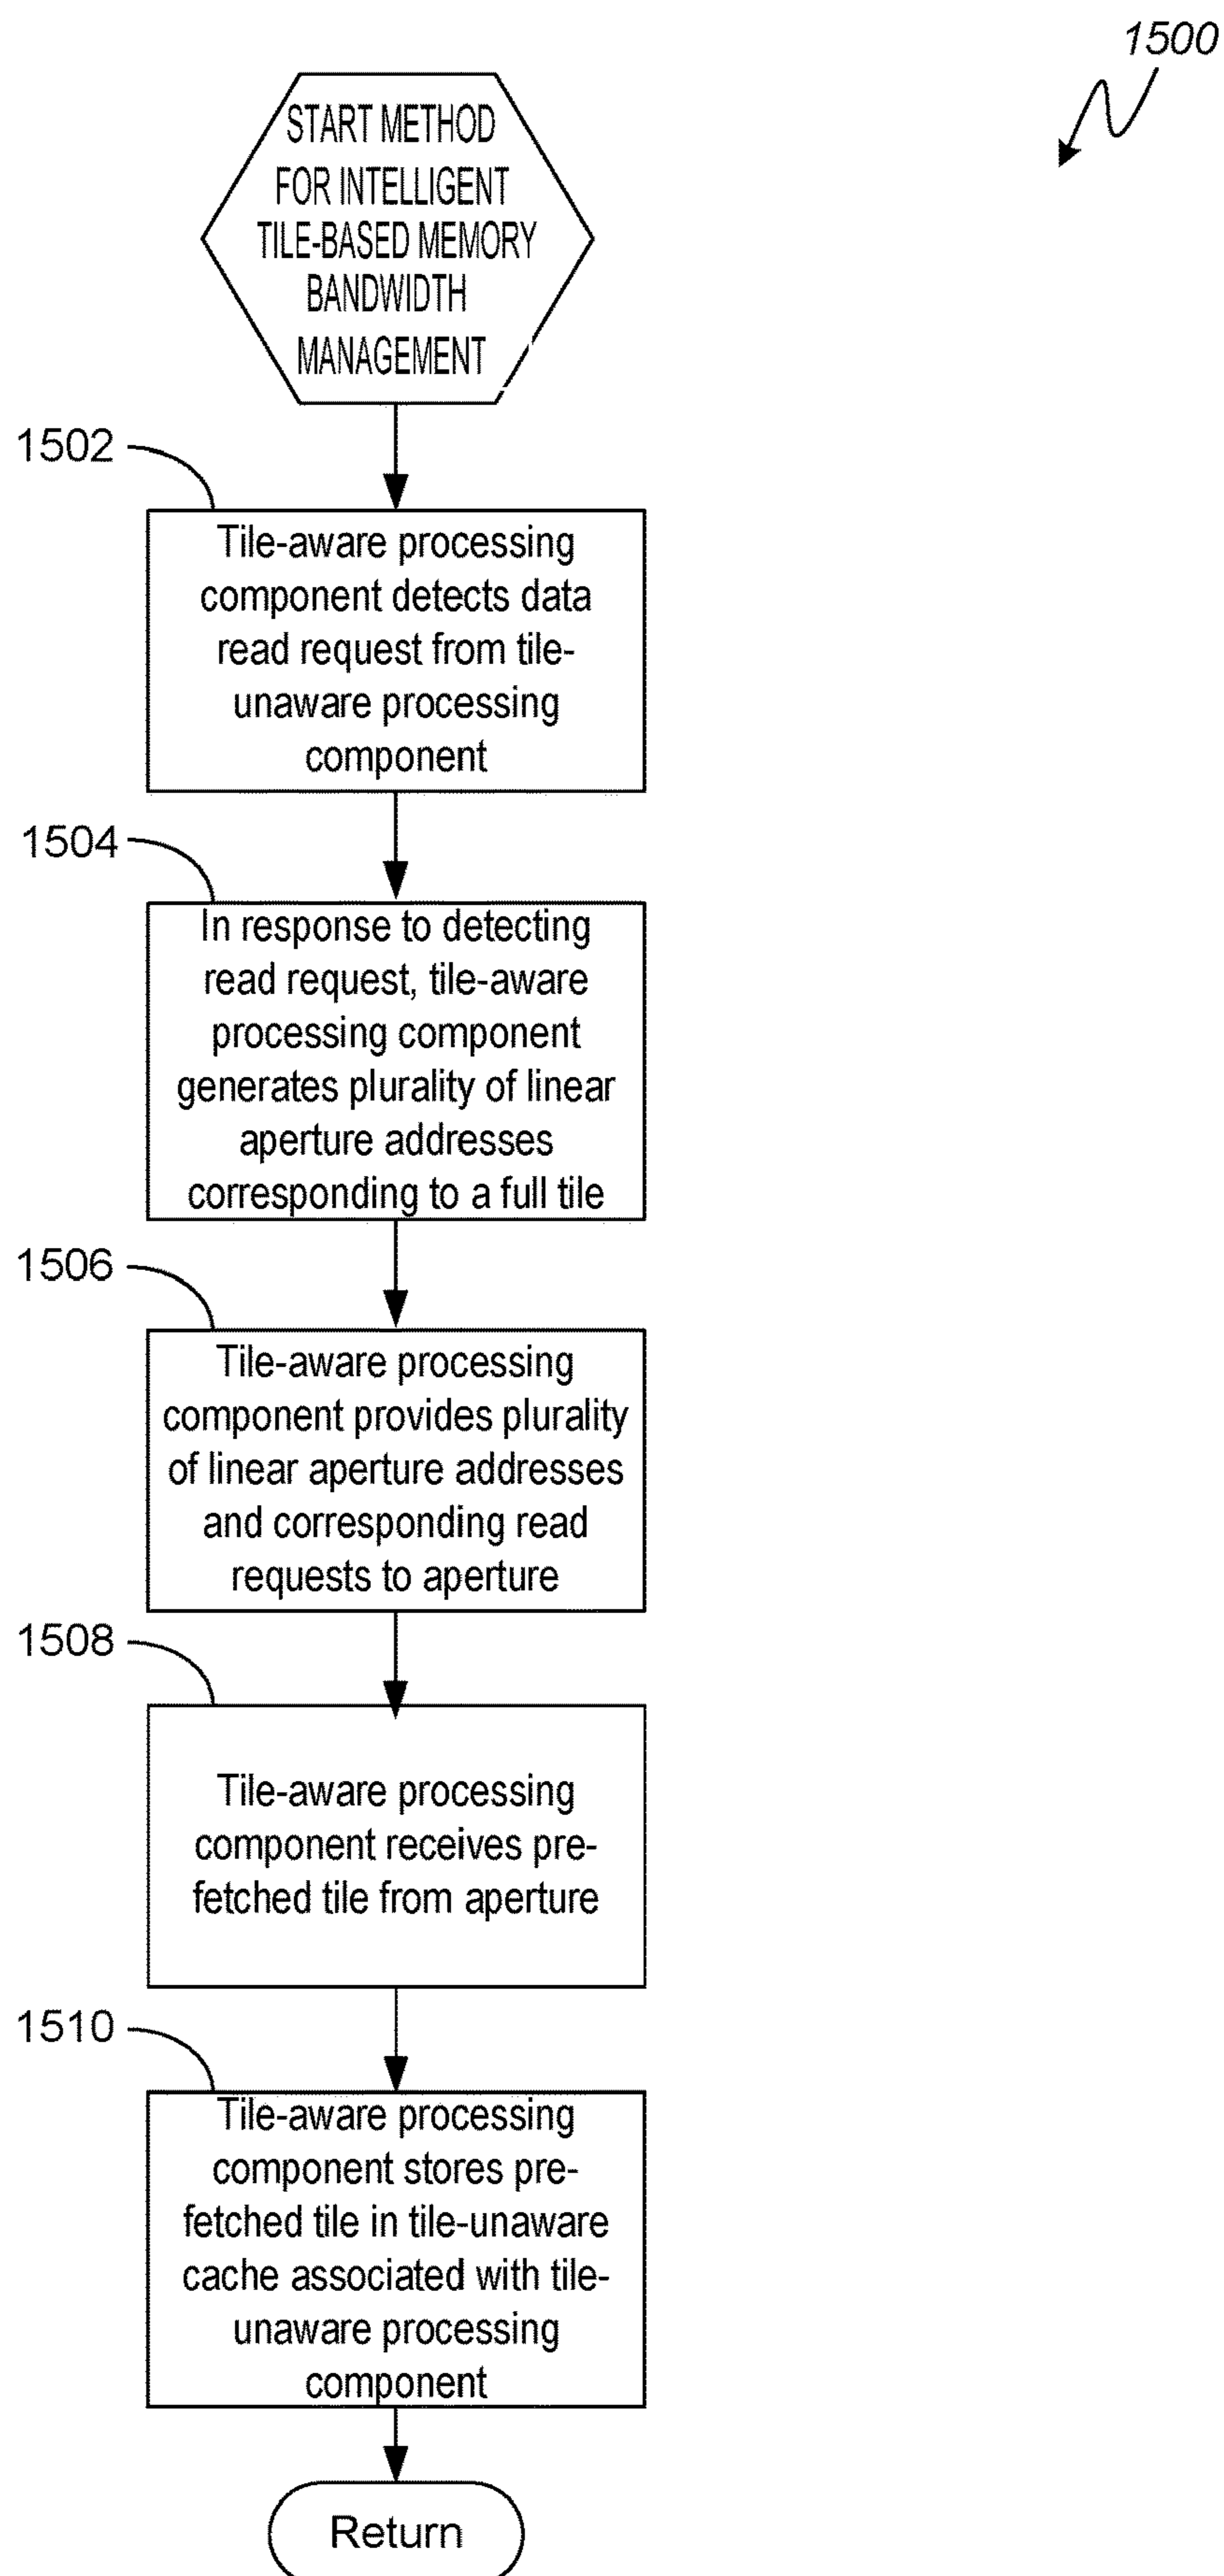 1500
START METHOD
FOR INTELLIGENT
TILE-BASED MEMORY
BANDWIDTH
MANAGEMENT
1502
Tile-aware processing
component detects data
read request from tile-
unaware processing
component
1504
In response to detecting
read request, tile-aware
processing component
generates plurality of linear
aperture addresses
corresponding to a full tile
1506
Tile-aware processing
component provides plurality
of linear aperture addresses
and corresponding read
requests to aperture
1508
Tile-aware processing
component receives pre-
fetched tile from aperture
1510
Tile-aware processing
component stores pre-
fetched tile in tile-unaware
cache associated with tile-
unaware processing
component
Return